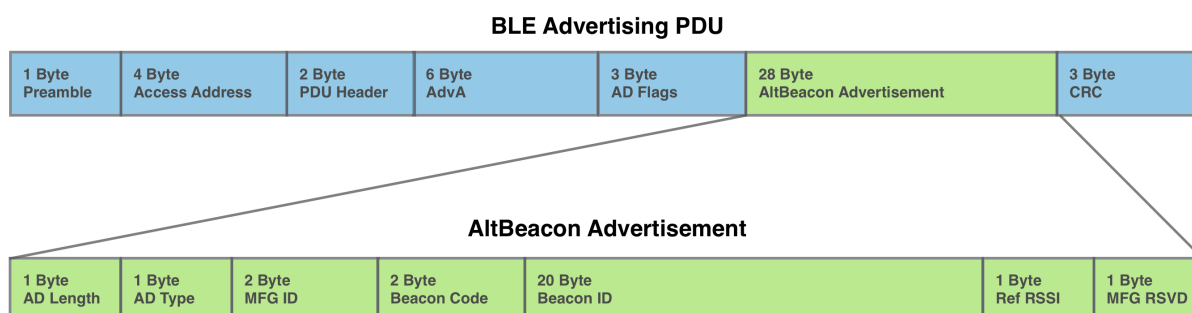 BLE Advertising PDU
1 Byte
Preamble
4 Byte
Access Address
2 Byte
PDU Header
6 Byte
AdvA
3 Byte
AD Flags
28 Byte
AltBeacon Advertisement
3 Byte
CRC
AltBeacon Advertisement
1 Byte
AD Length
1 Byte
AD Type
2 Byte
MFG ID
2 Byte
Beacon Code
20 Byte
Beacon ID
1 Byte
Ref RSSI
1 Byte
MFG RSVD